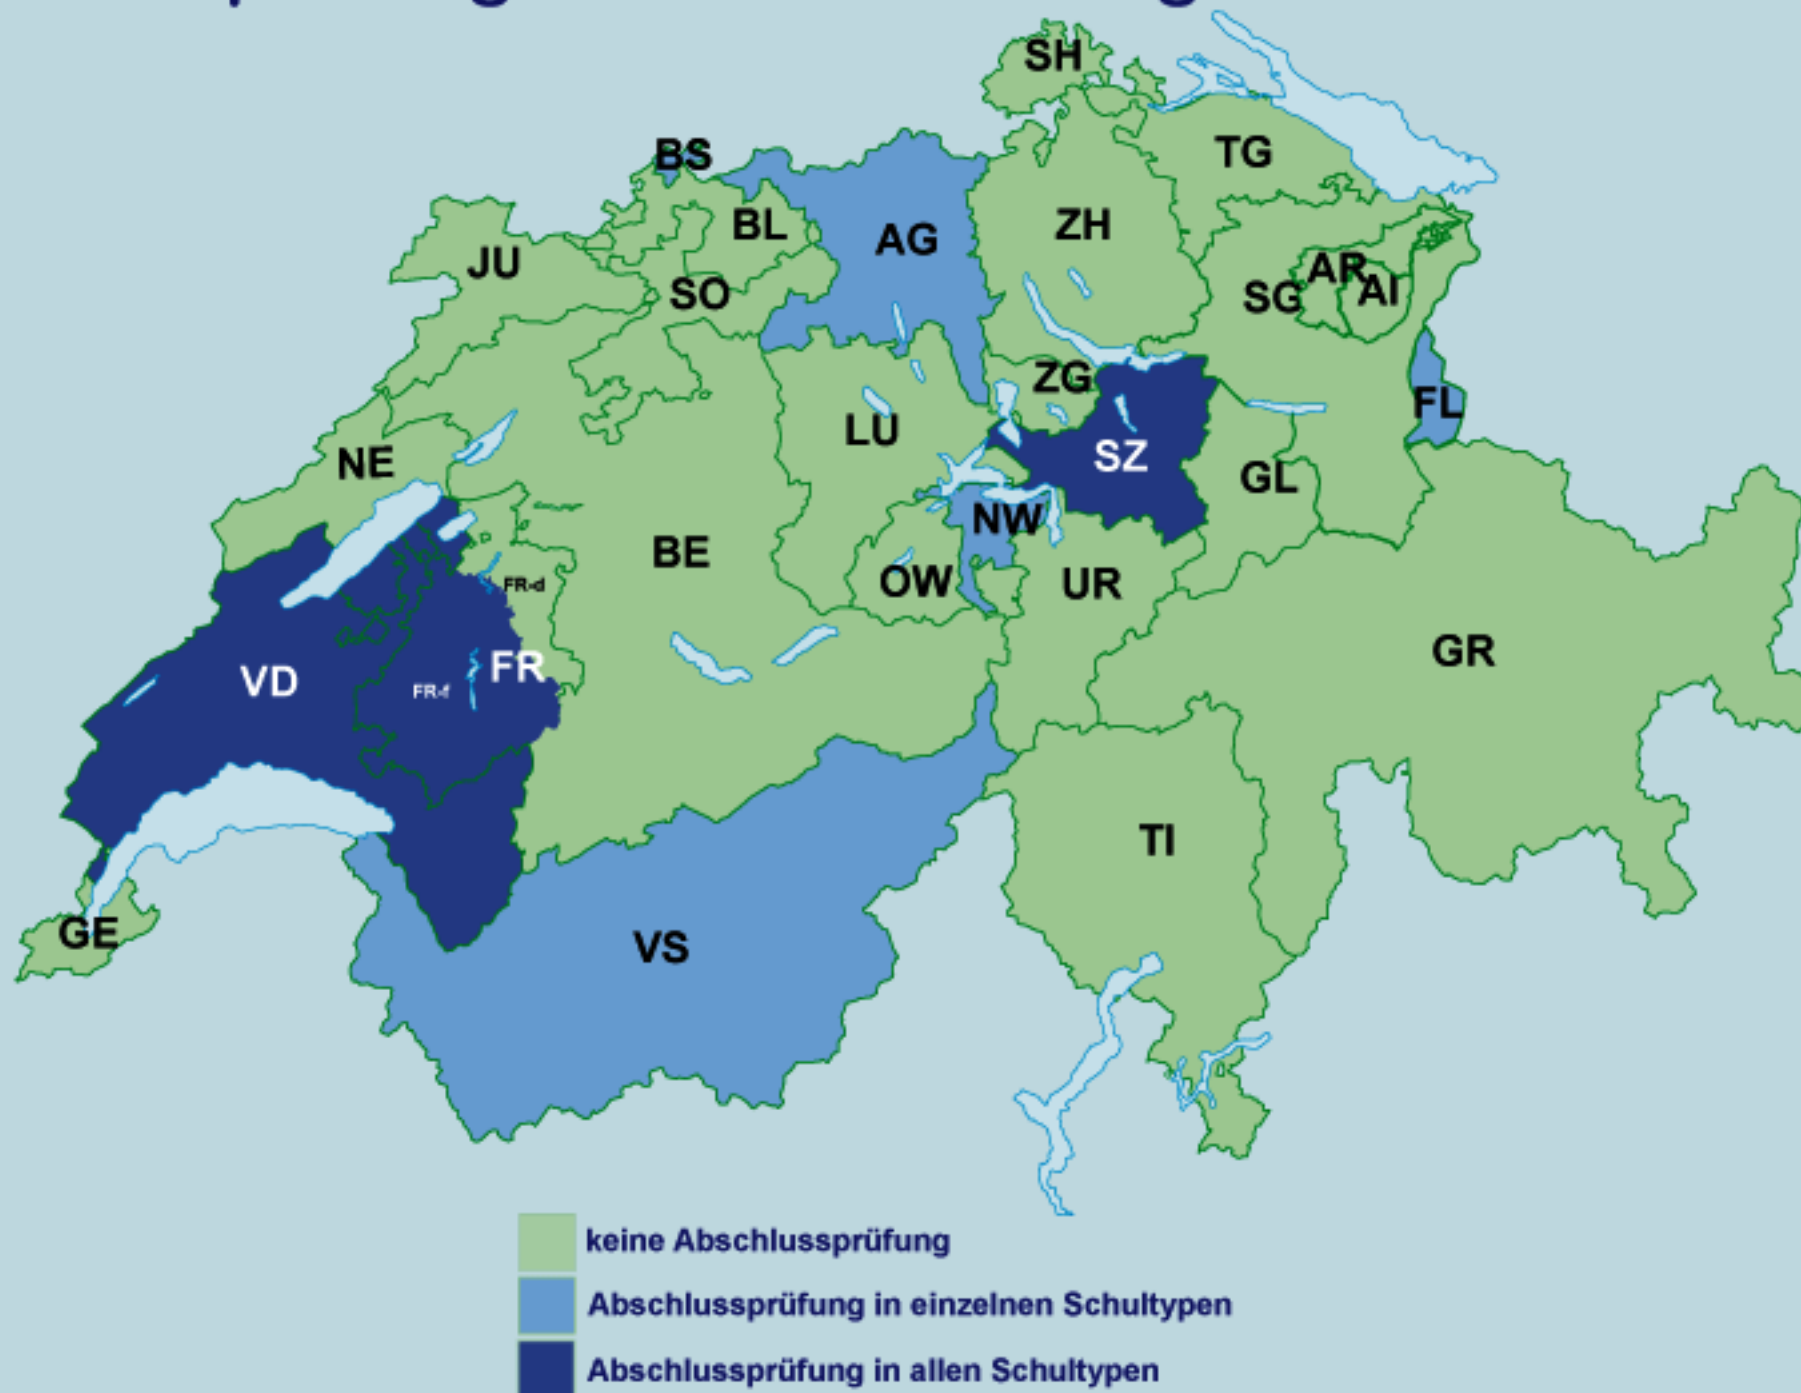 SH
BS
TG
BL
AG
ZH
JU
SO
SG
AR
AI
ZG
FL
LU
NE
SZ
GL
NW
BE
FR-d
OW
UR
GR
VD
FR
FR-f
TI
GE
VS
keine Abschlussprüfung
Abschlussprüfung in einzelnen Schultypen
Abschlussprüfung in allen Schultypen